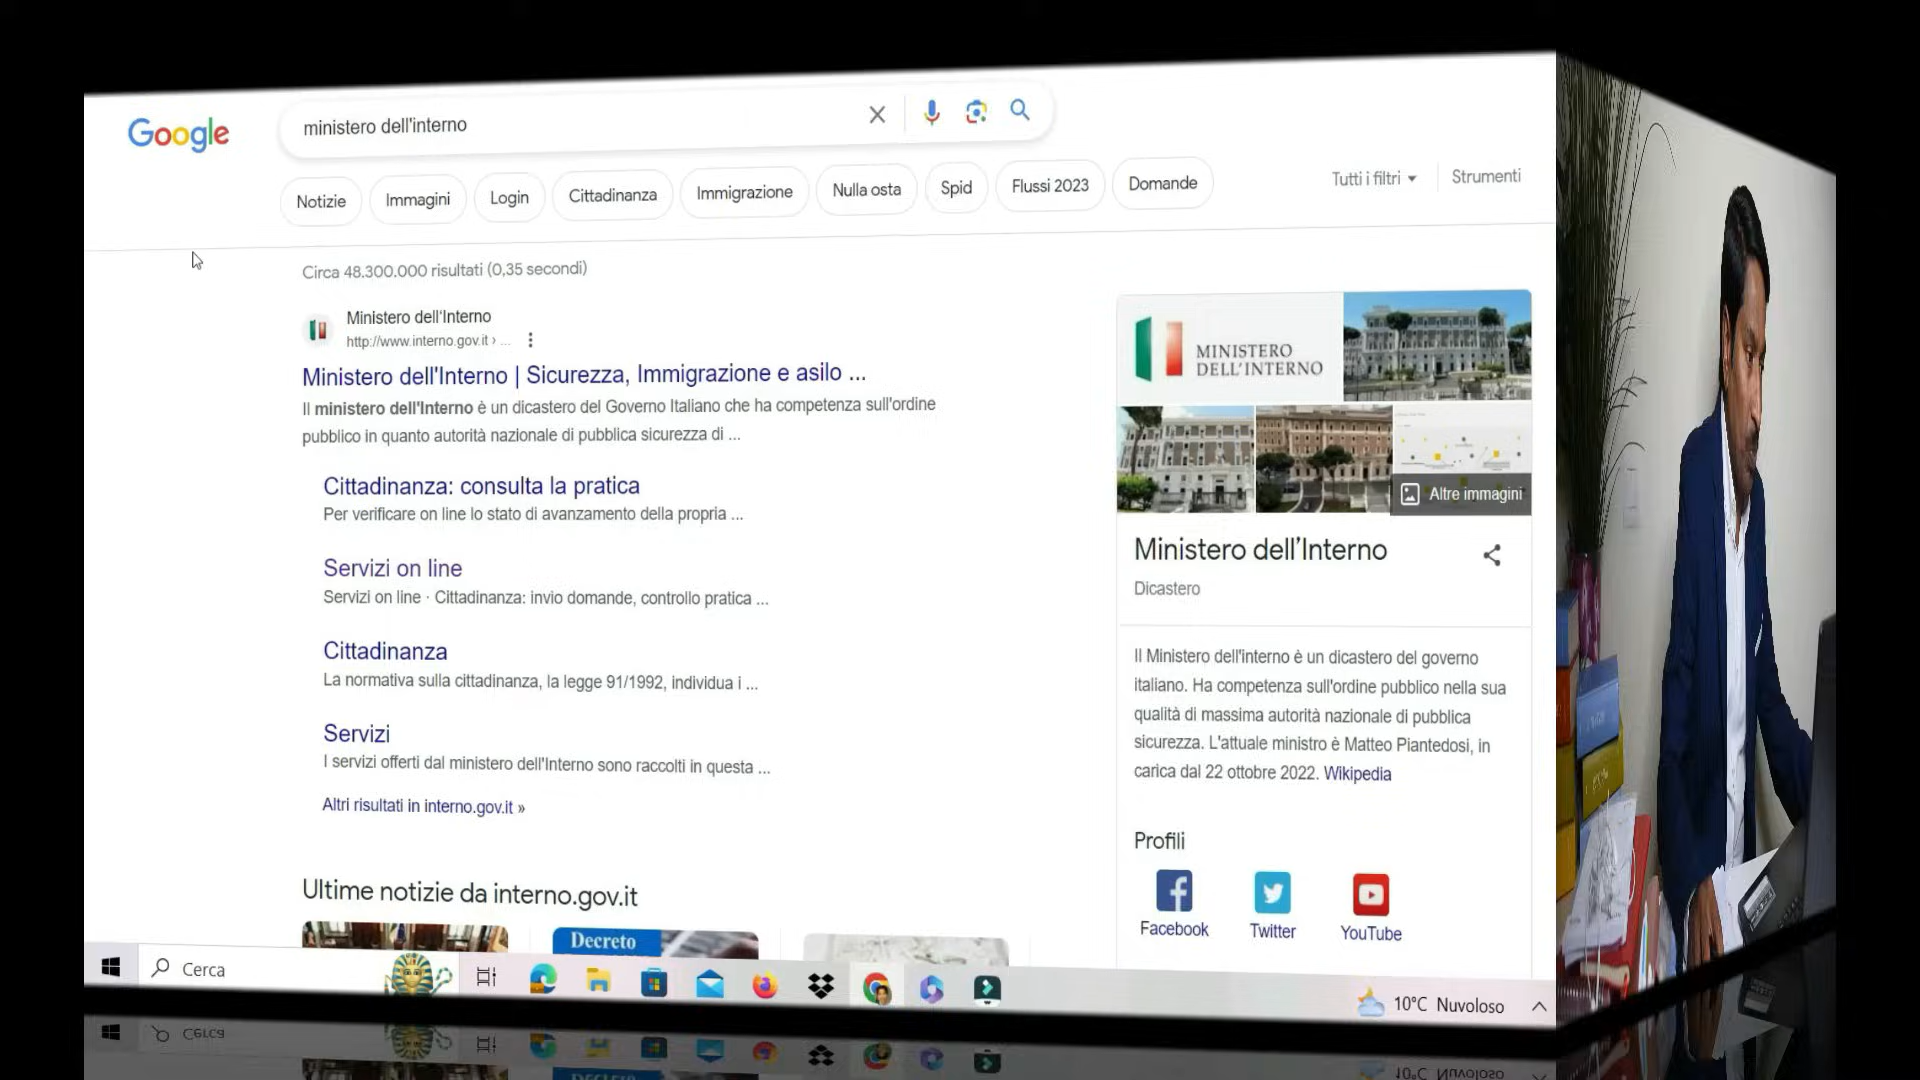 Google
ministero dell'interno
Notizie
Immagini
Login
Cittadinanza
Immigrazione
Nulla osta
Spid
Flussi 2023
Domande
Tutti i filtri
Strumenti
Circa 48.300.000 risultati (0,35 secondi)
Ministero dell'Interno
http://www.interno.gov.it › ...
Ministero dell'Interno | Sicurezza, Immigrazione e asilo ...
Il ministero dell'Interno è un dicastero del Governo Italiano che ha competenza sull'ordine
pubblico in quanto autorità nazionale di pubblica sicurezza di ...
Cittadinanza: consulta la pratica
Per verificare on line lo stato di avanzamento della propria ...
Servizi on line
Servizi on line · Cittadinanza: invio domande, controllo pratica ...
Cittadinanza
La normativa sulla cittadinanza, la legge 91/1992, individua i ...
Servizi
I servizi offerti dal ministero dell'Interno sono raccolti in questa ...
Altri risultati in interno.gov.it »
Ultime notizie da interno.gov.it
Decreto
MINISTERO
DELL'INTERNO
Altre immagini
Ministero dell'Interno
Dicastero
Il Ministero dell'interno è un dicastero del governo
italiano. Ha competenza sull'ordine pubblico nella sua
qualità di massima autorità nazionale di pubblica
sicurezza. L'attuale ministro è Matteo Piantedosi, in
carica dal 22 ottobre 2022. Wikipedia
Profili
Facebook
Twitter
YouTube
Cerca
10°C Nuvoloso